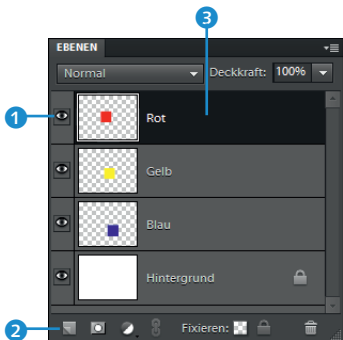 3
EBENEN
Normal Deckkraft: 100%
1 Rot
Gelb
Blau
Hintergrund
2 Fixieren: